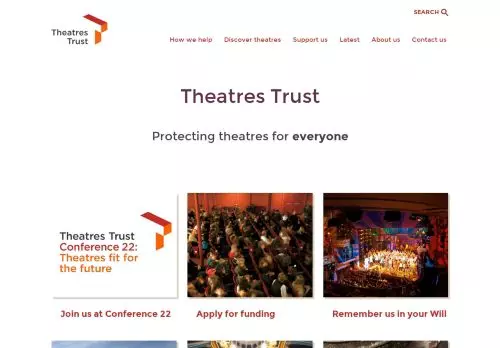 SEARCH
Theatres
Trust
How we help Discover theatres Support us Latest About us Contact us
Theatres Trust
Protecting theatres for everyone
Theatres Trust
Conference 22:
Theatres fit for
the future
Join us at Conference 22 Apply for funding Remember us in your Will